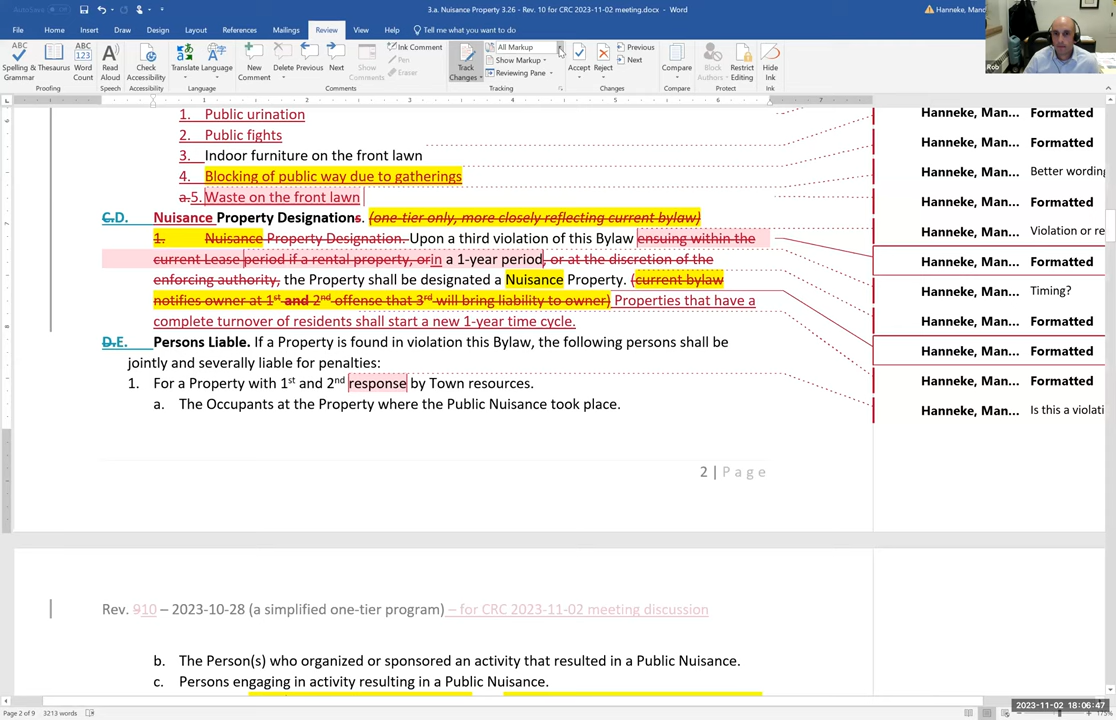 3.a. Nuisance Property 3.26 - Rev. 10 for CRC 2023-11-02 meeting.docx - Word
Rob
File Home Insert Draw Design Layout References Mailings Review View Help Tell me what you want to do
Spelling & Grammar Thesaurus Word Count Read Aloud Check Accessibility Translate Language New Comment Delete Previous Next Show Comments Ink Comment Pen Eraser Track Changes All Markup Show Markup Reviewing Pane Accept Reject Previous Next Compare Block Authors Restrict Editing Hide Ink
Proofing Speech Accessibility Language Comments Tracking Changes Compare Protect Ink
1. Public urination
2. Public fights
3. Indoor furniture on the front lawn
4. Blocking of public way due to gatherings
a.5. Waste on the front lawn
C.D. Nuisance Property Designations. (one-tier only, more closely reflecting current bylaw)
1. Nuisance Property Designation. Upon a third violation of this Bylaw ensuing within the
current Lease period if a rental property, orin a 1-year period, or at the discretion of the
enforcing authority, the Property shall be designated a Nuisance Property. (current bylaw
notifies owner at 1st and 2nd offense that 3rd will bring liability to owner) Properties that have a
complete turnover of residents shall start a new 1-year time cycle.
D.E. Persons Liable. If a Property is found in violation this Bylaw, the following persons shall be
jointly and severally liable for penalties:
1. For a Property with 1st and 2nd response by Town resources.
a. The Occupants at the Property where the Public Nuisance took place.
2 | Page
Rev. 910 – 2023-10-28 (a simplified one-tier program) – for CRC 2023-11-02 meeting discussion
b. The Person(s) who organized or sponsored an activity that resulted in a Public Nuisance.
c. Persons engaging in activity resulting in a Public Nuisance.
Hanneke, Man... Formatted
Hanneke, Man... Formatted
Hanneke, Man... Better wording
Hanneke, Man... Formatted
Hanneke, Man... Violation or re
Hanneke, Man... Formatted
Hanneke, Man... Timing?
Hanneke, Man... Formatted
Hanneke, Man... Formatted
Hanneke, Man... Formatted
Hanneke, Man... Is this a violati
Page 2 of 9 3213 words
2023-11-02 18:06:47